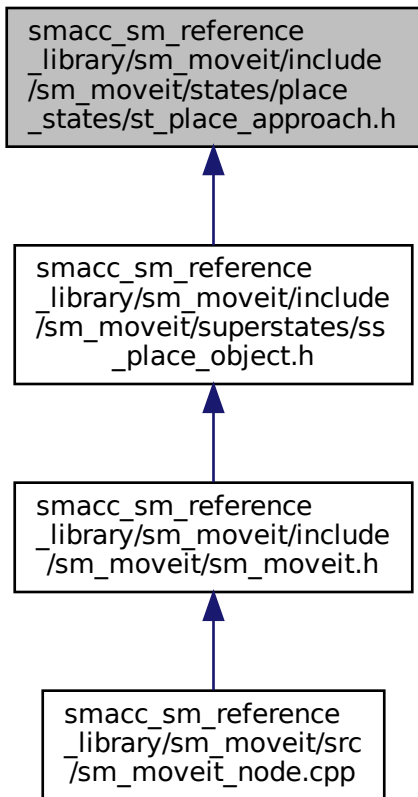 smacc_sm_reference
_library/sm_moveit/include
/sm_moveit/states/place
_states/st_place_approach.h
smacc_sm_reference
_library/sm_moveit/include
/sm_moveit/superstates/ss
_place_object.h
smacc_sm_reference
_library/sm_moveit/include
/sm_moveit/sm_moveit.h
smacc_sm_reference
_library/sm_moveit/src
/sm_moveit_node.cpp